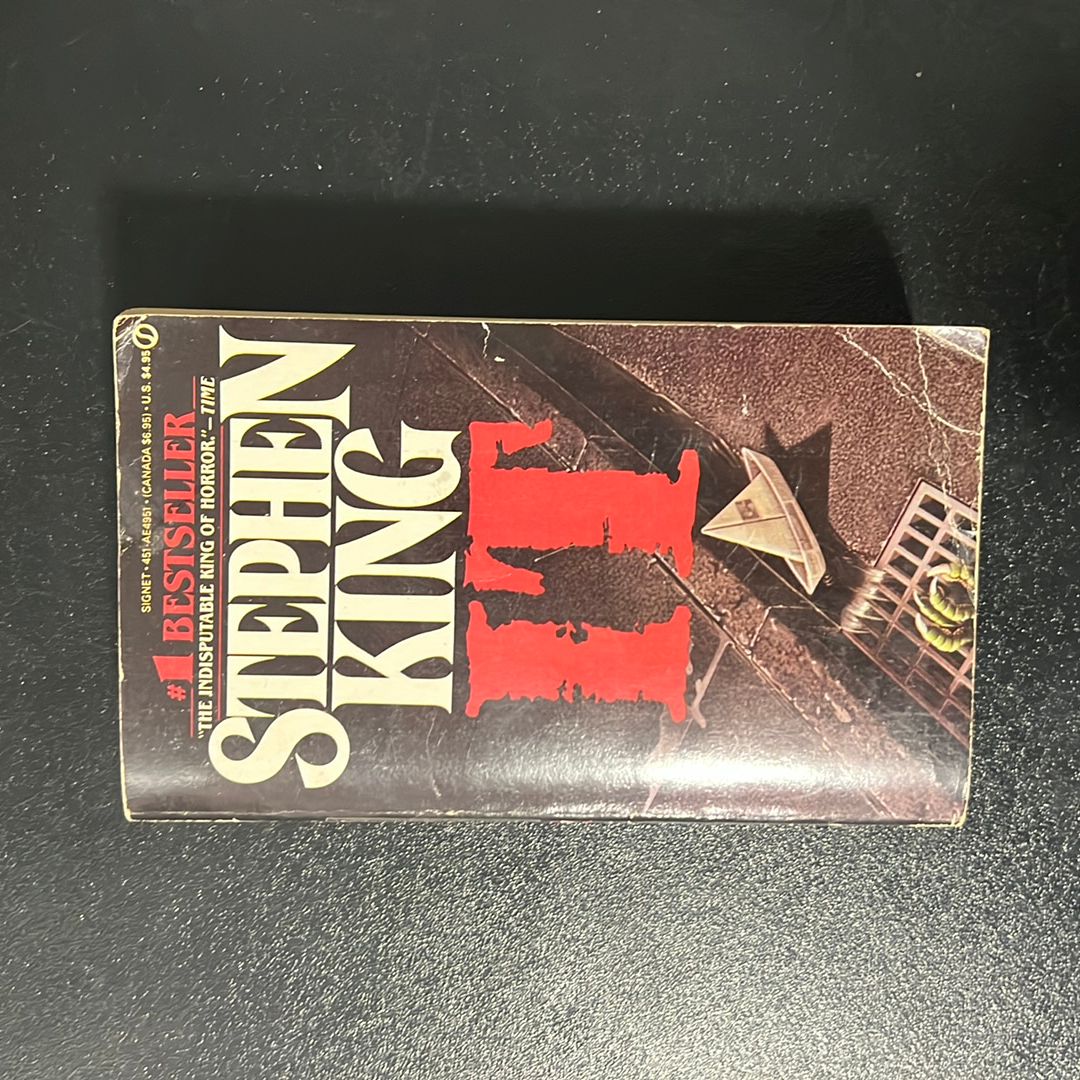 SIGNET • 451-AE4951 • (CANADA $6.95) • U.S. $4.95
#1 BESTSELLER
"THE INDISPUTABLE KING OF HORROR."—TIME
STEPHEN
KING
IT